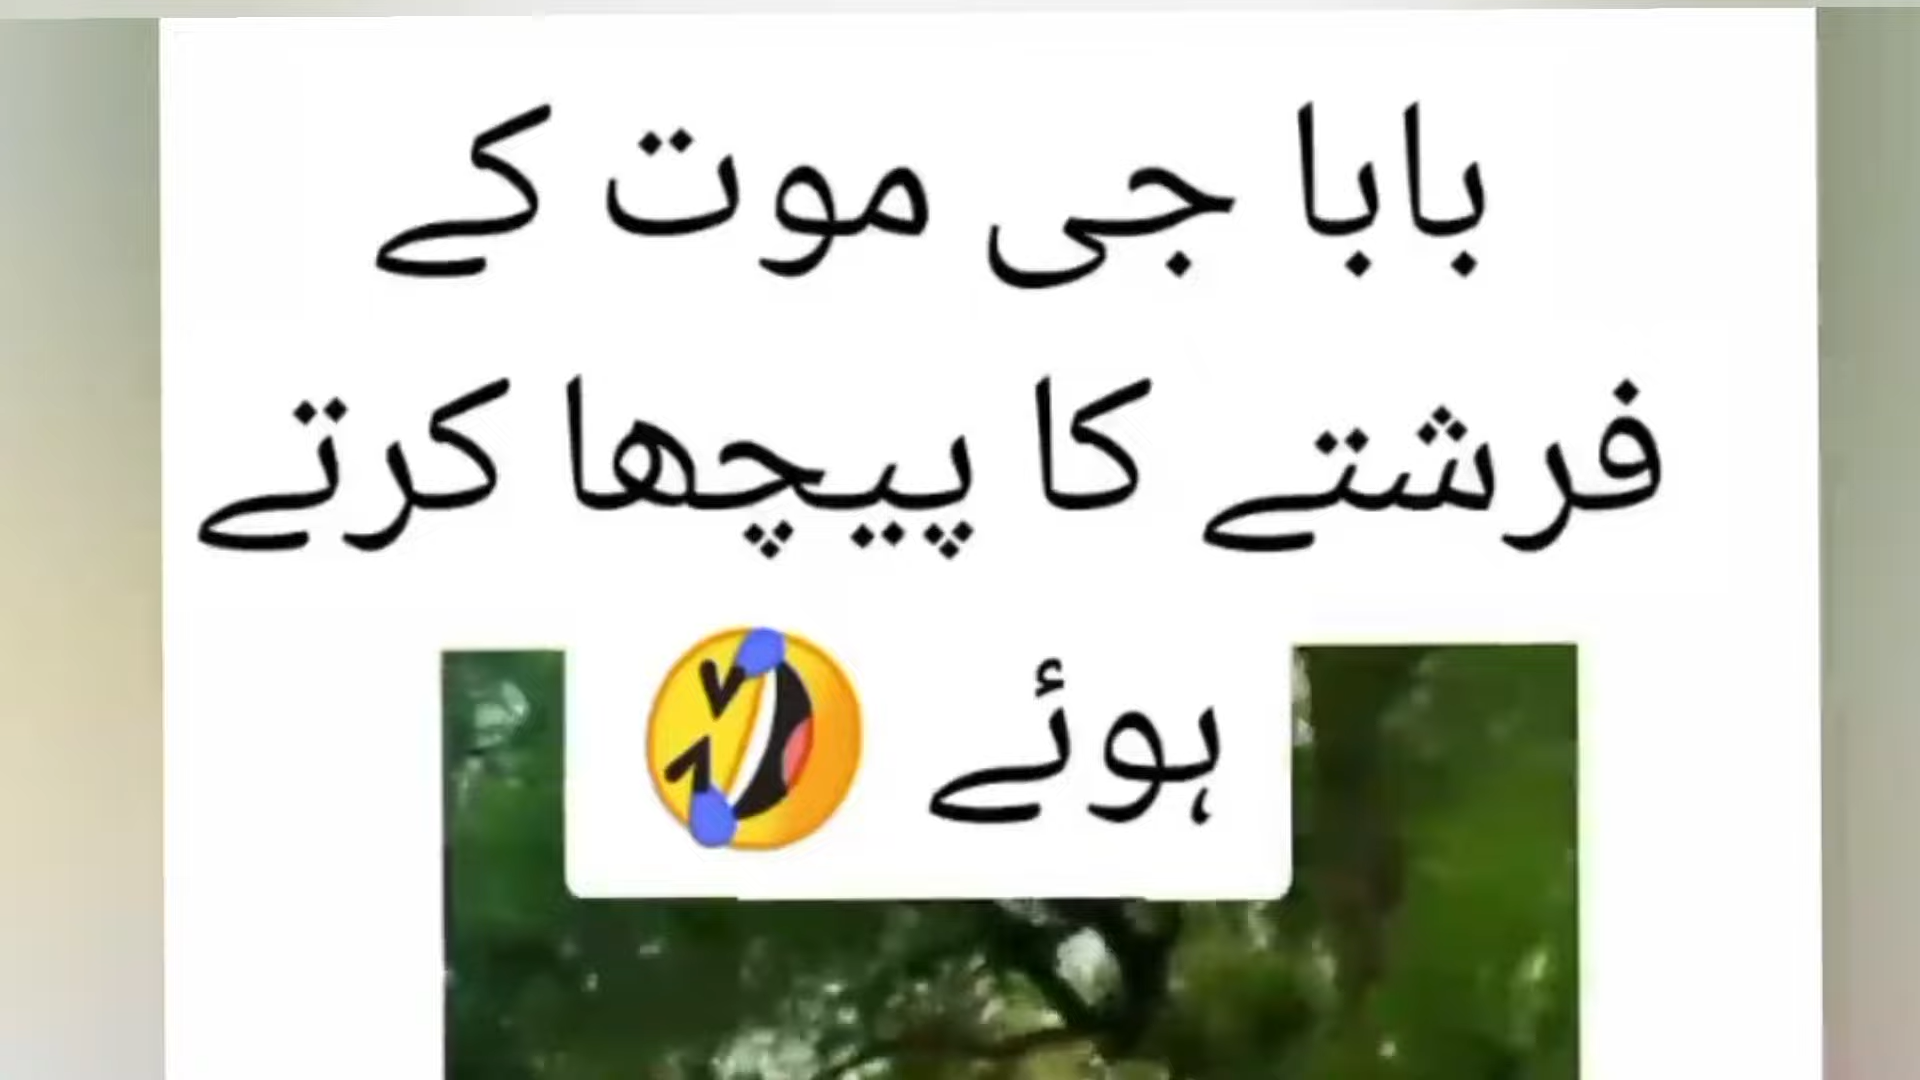 بابا جی موت کے
فرشتے کا پیچھا کرتے
ہوئے 🤣